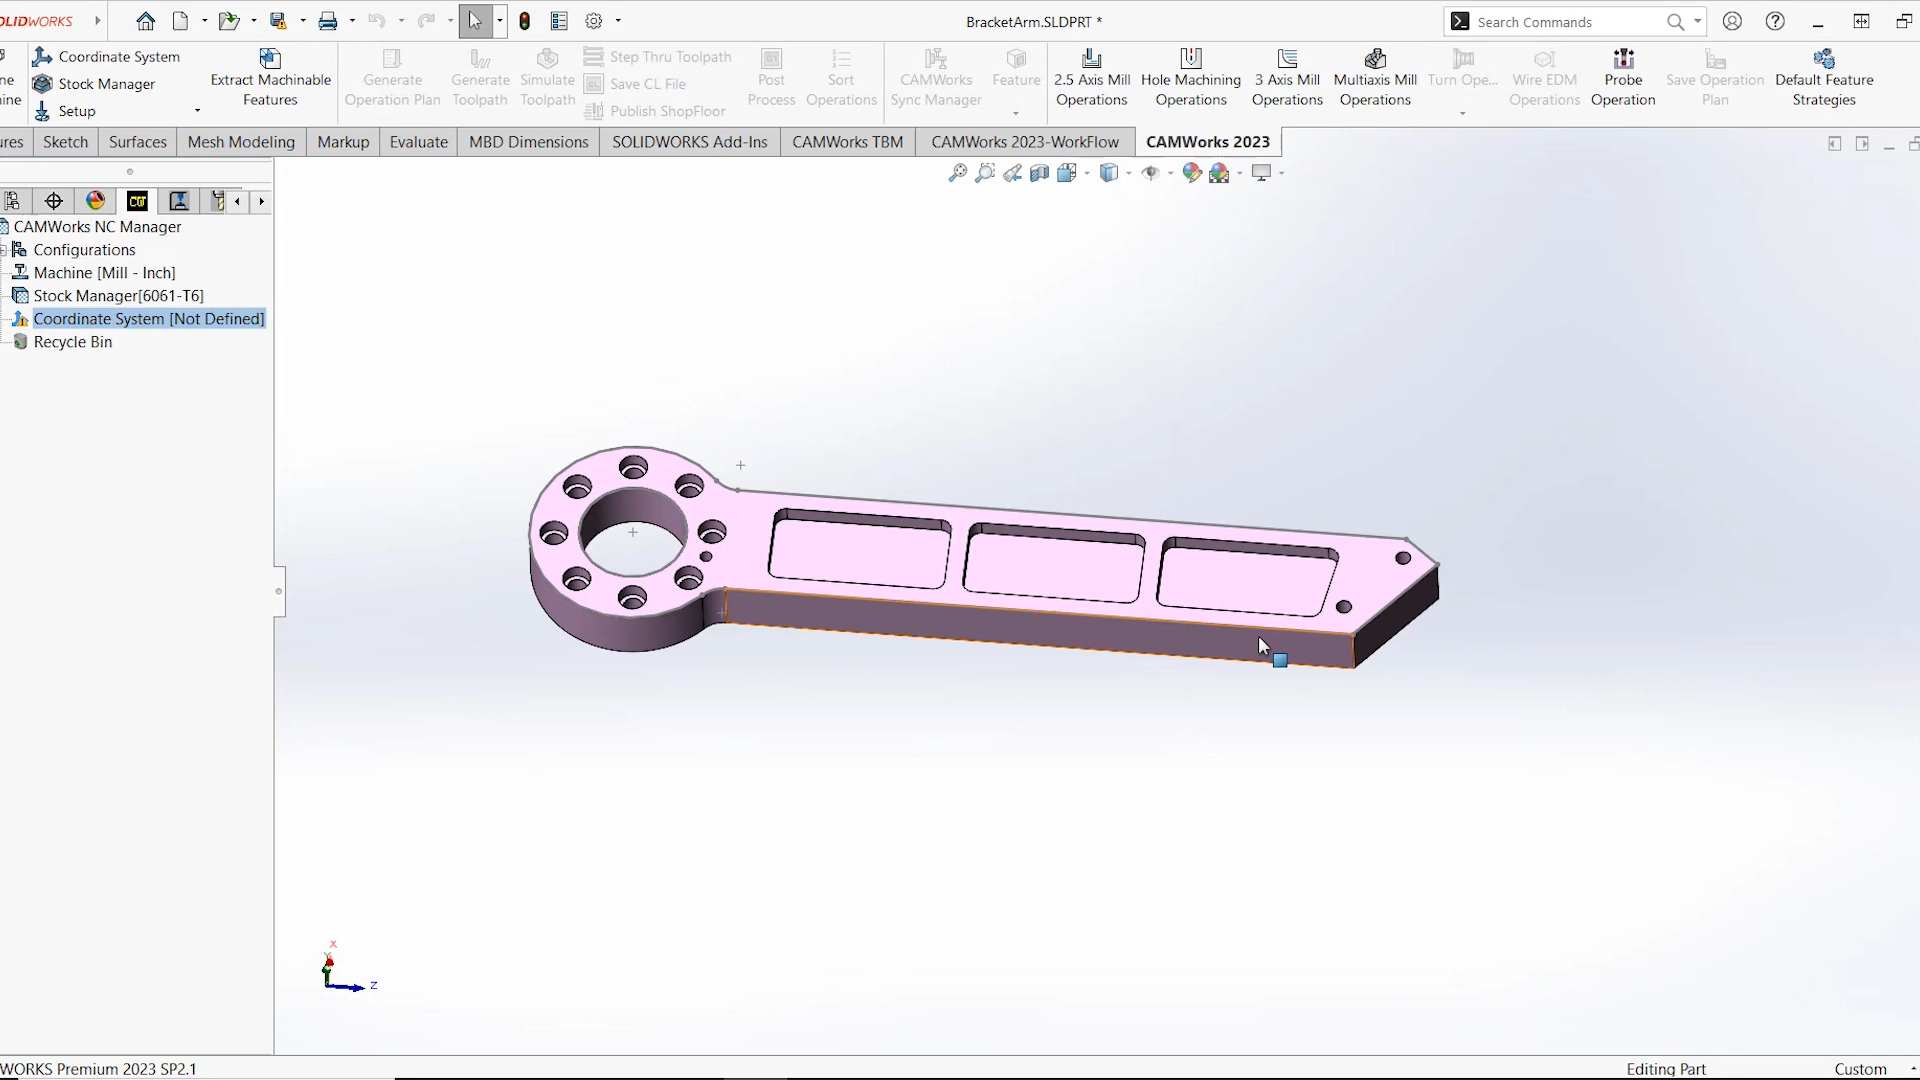 OLIDWORKS
BracketArm.SLDPRT *
Search Commands
ne
ine
Coordinate System
Stock Manager
Setup
Extract Machinable
Features
Generate
Operation Plan
Generate
Toolpath
Simulate
Toolpath
Step Thru Toolpath
Save CL File
Publish ShopFloor
Post
Process
Sort
Operations
CAMWorks
Sync Manager
Feature
2.5 Axis Mill
Operations
Hole Machining
Operations
3 Axis Mill
Operations
Multiaxis Mill
Operations
Turn Ope...
Wire EDM
Operations
Probe
Operation
Save Operation
Plan
Default Feature
Strategies
ures
Sketch
Surfaces
Mesh Modeling
Markup
Evaluate
MBD Dimensions
SOLIDWORKS Add-Ins
CAMWorks TBM
CAMWorks 2023-WorkFlow
CAMWorks 2023
CW
CAMWorks NC Manager
Configurations
Machine [Mill - Inch]
Stock Manager[6061-T6]
Coordinate System [Not Defined]
Recycle Bin
X
Y
Z
WORKS Premium 2023 SP2.1
Editing Part
Custom